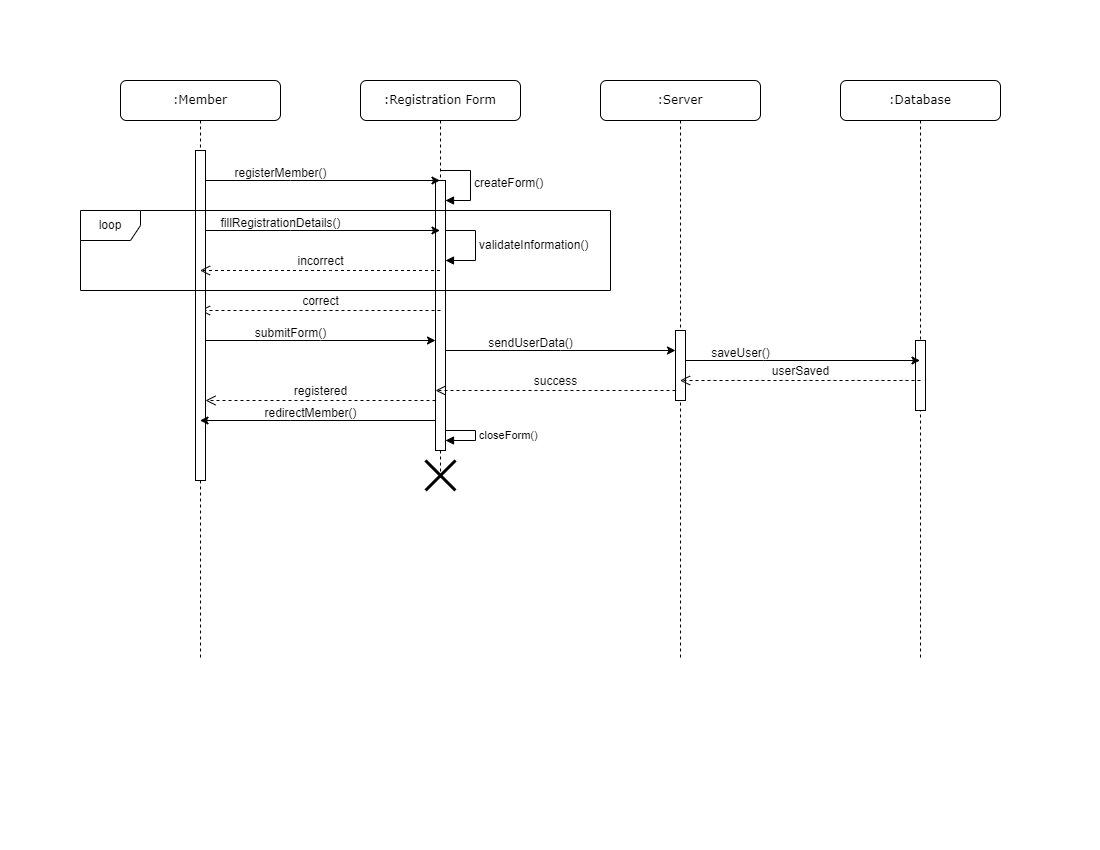 :Member
:Registration Form
:Server
:Database
registerMember()
createForm()
loop
fillRegistrationDetails()
validateInformation()
incorrect
correct
submitForm()
sendUserData()
saveUser()
userSaved
success
registered
redirectMember()
closeForm()